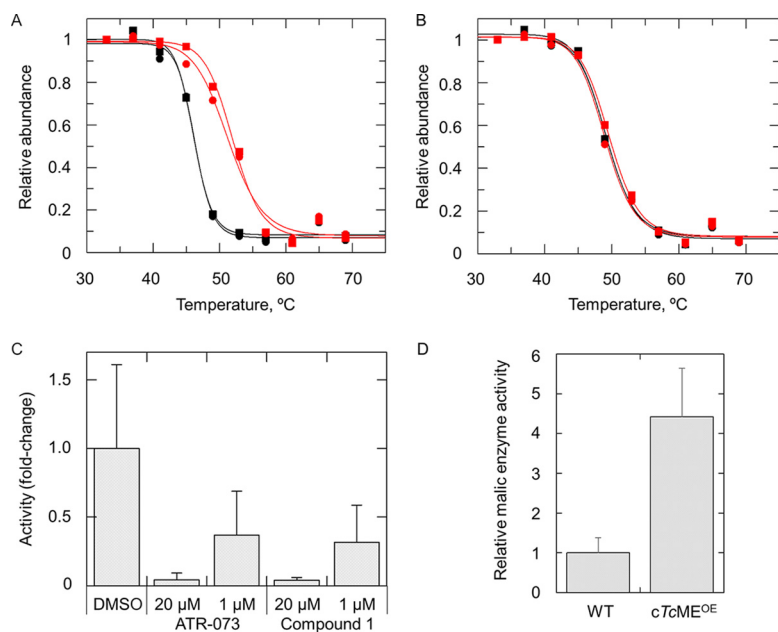 A
B
Relative abundance
1
0.8
0.6
0.4
0.2
0
30 40 50 60 70
Temperature, ºC
Relative abundance
1
0.8
0.6
0.4
0.2
0
30 40 50 60 70
Temperature, ºC
C
D
Activity (fold-change)
1.5
1.0
0.5
0
DMSO 20 µM 1 µM 20 µM 1 µM
ATR-073 Compound 1
Relative malic enzyme activity
6
5
4
3
2
1
0
WT cTcMEᴼᴱ